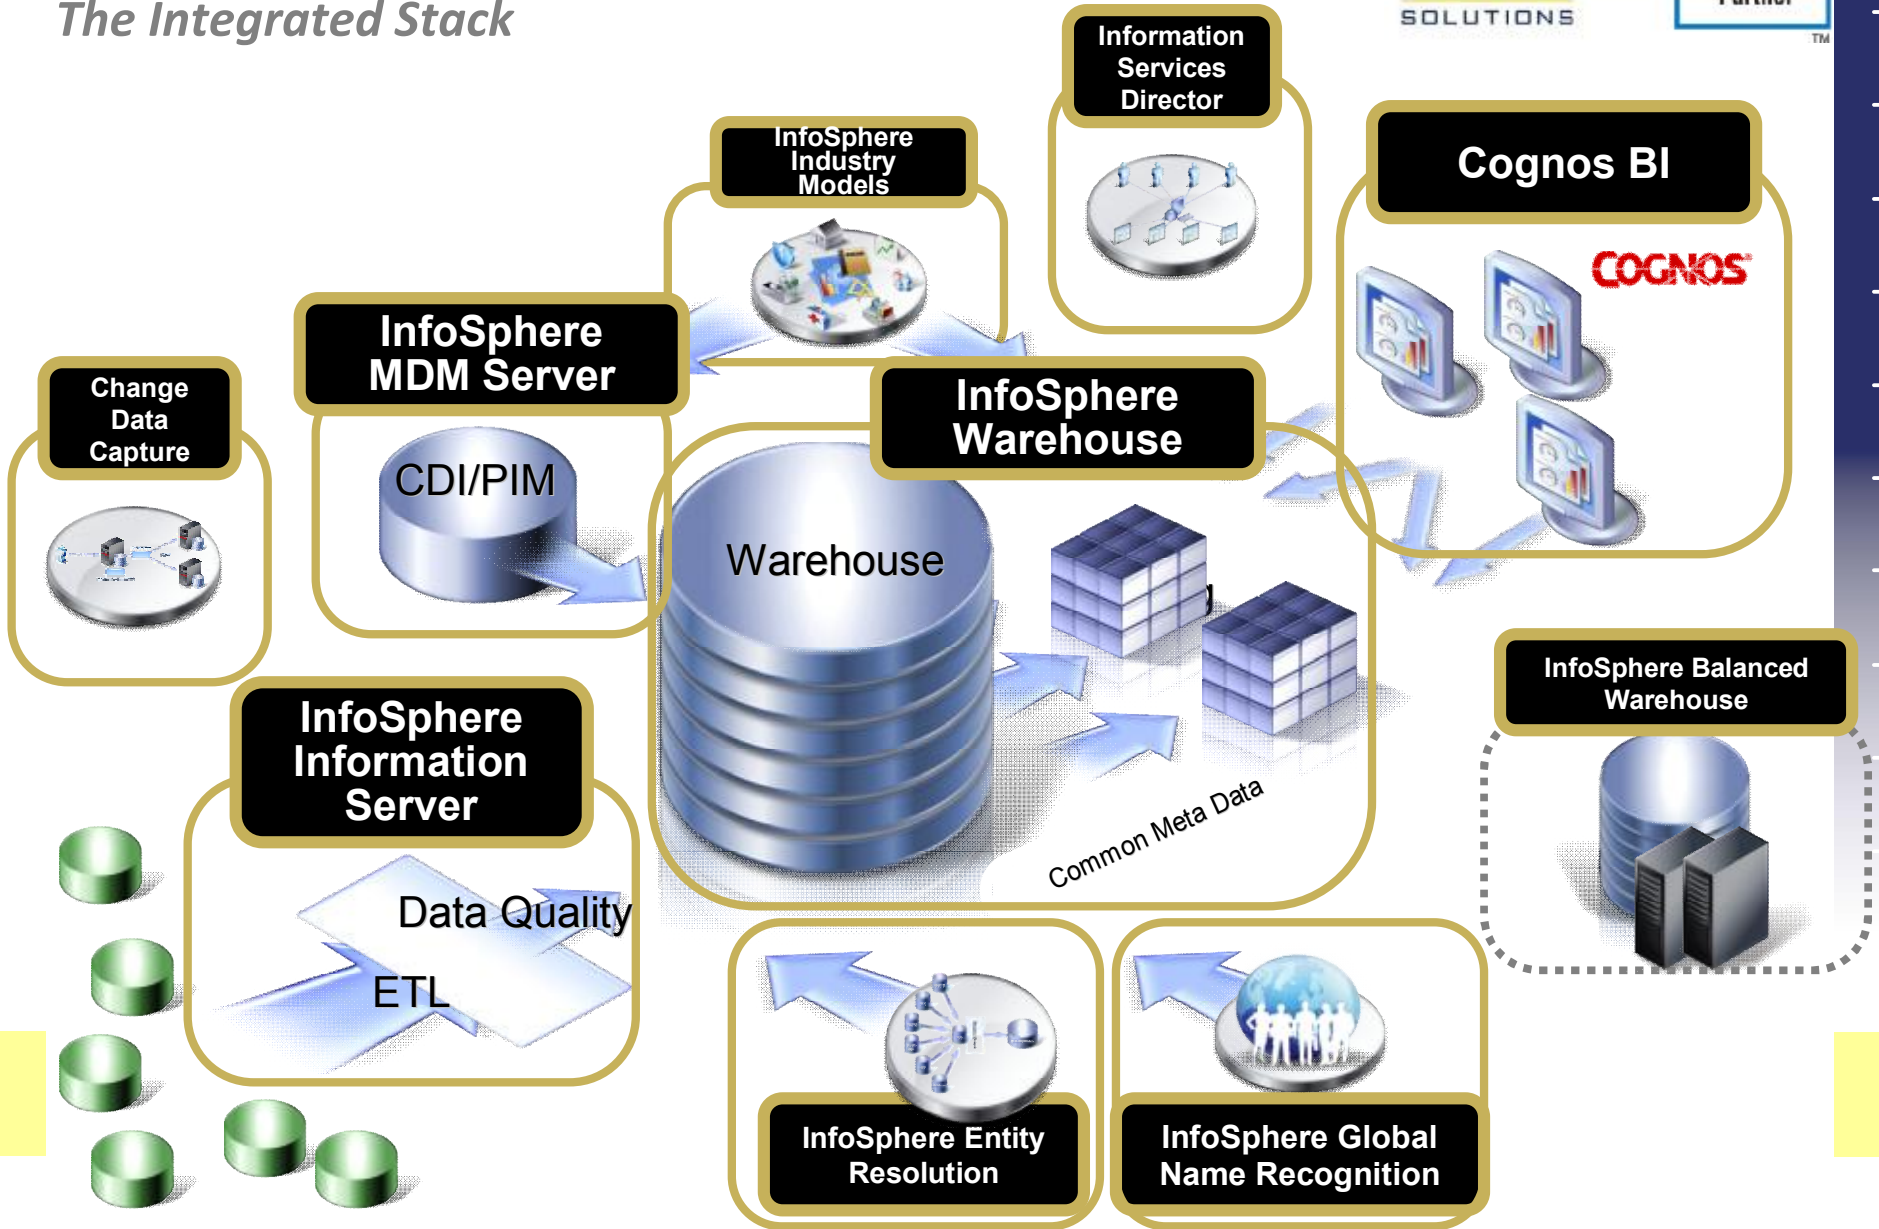 The Integrated Stack
SOLUTIONS
Partner
TM
Information
Services
Director
InfoSphere
Industry
Models
Cognos BI
COGNOS
InfoSphere
MDM Server
Change
Data
Capture
InfoSphere
Warehouse
CDI/PIM
Warehouse
InfoSphere Balanced
Warehouse
InfoSphere
Information
Server
Common Meta Data
Data Quality
ETL
InfoSphere Entity
Resolution
InfoSphere Global
Name Recognition